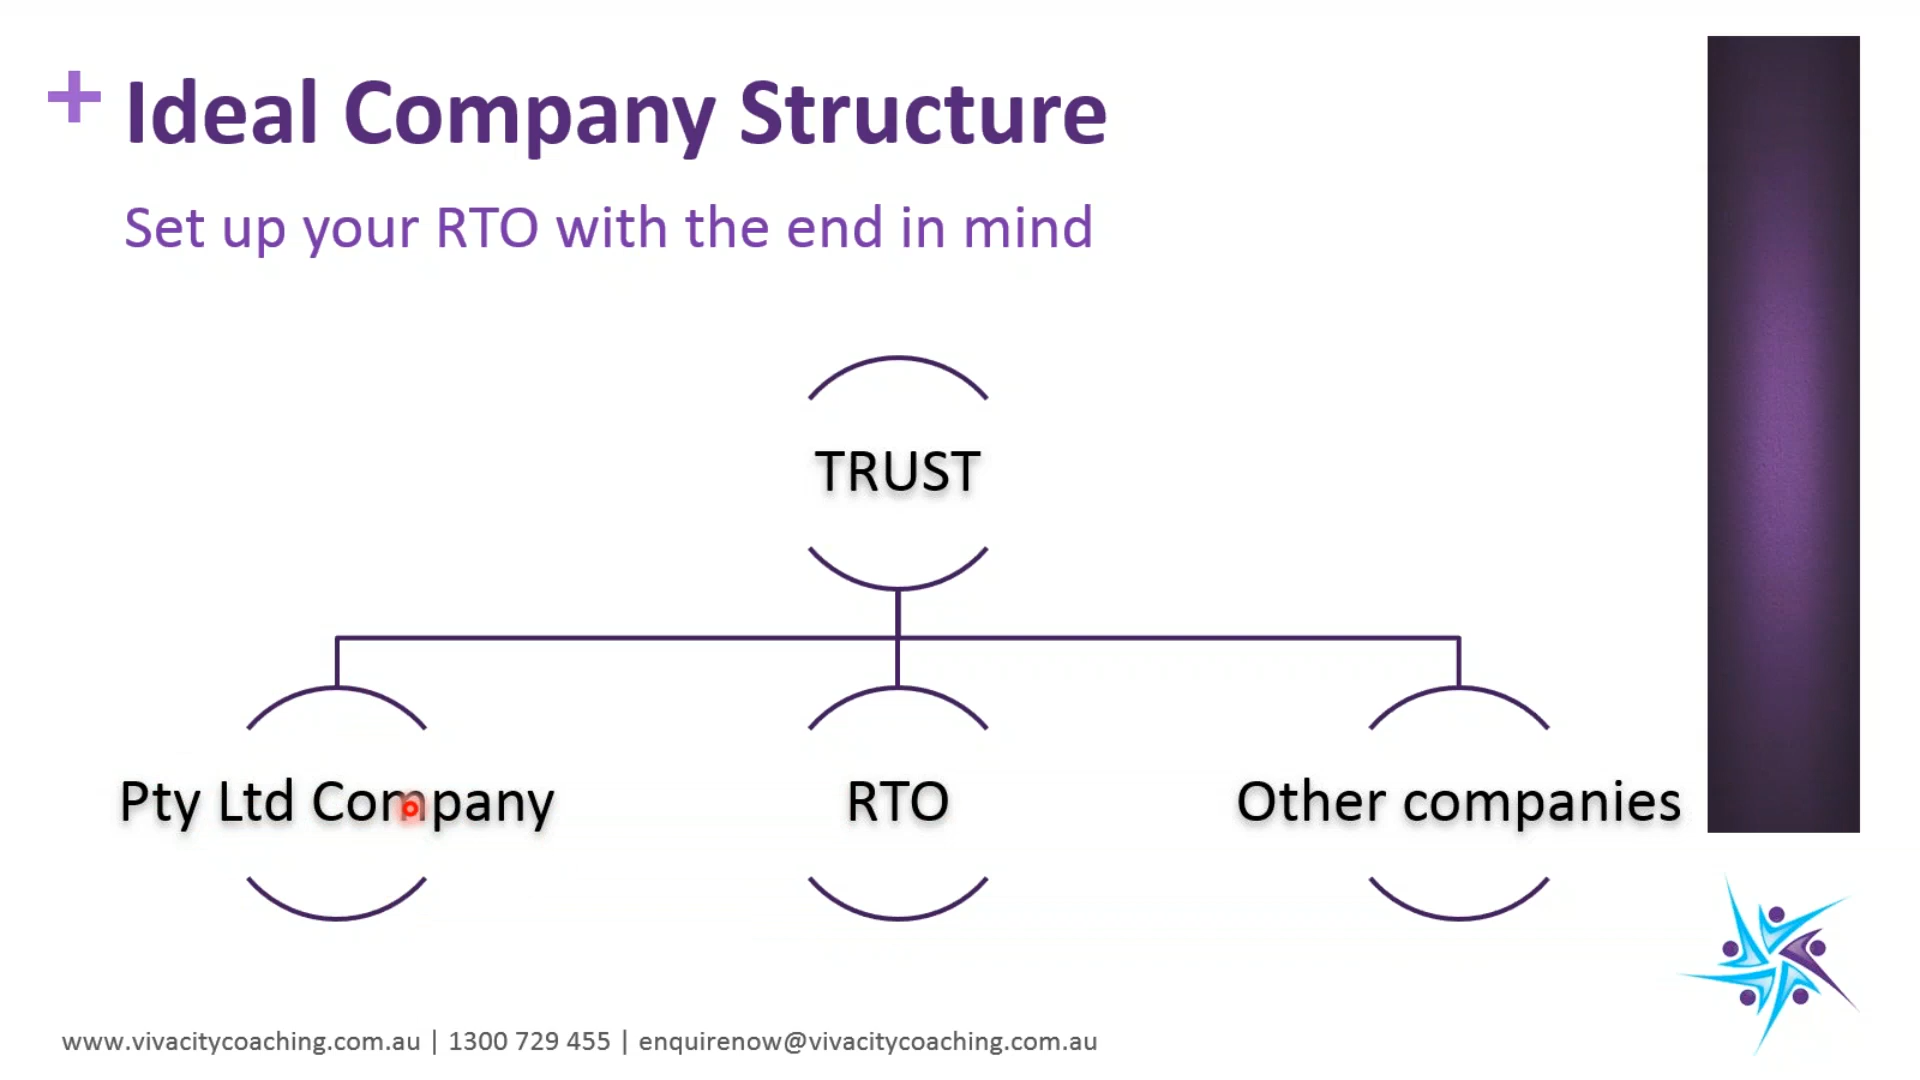 + Ideal Company Structure
Set up your RTO with the end in mind
TRUST
Pty Ltd Company
RTO
Other companies
www.vivacitycoaching.com.au | 1300 729 455 | enquirenow@vivacitycoaching.com.au